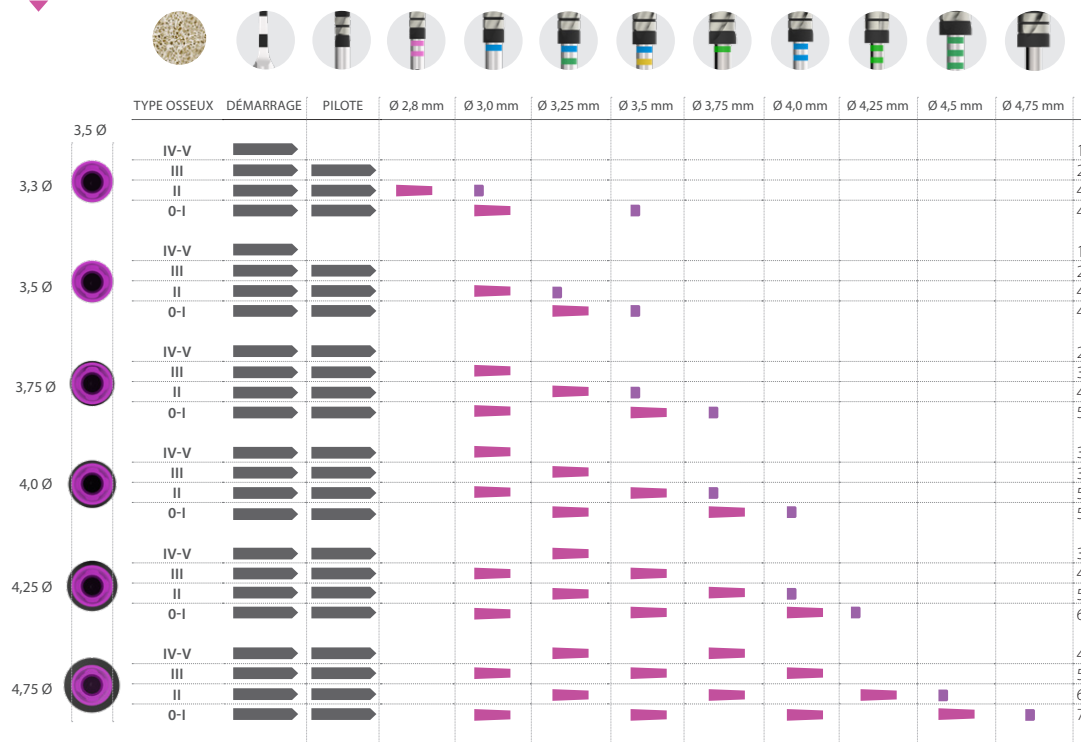 TYPE OSSEUX DÉMARRAGE PILOTE Ø 2,8 mm Ø 3,0 mm Ø 3,25 mm Ø 3,5 mm Ø 3,75 mm Ø 4,0 mm Ø 4,25 mm Ø 4,5 mm Ø 4,75 mm
3,5 Ø
3,3 Ø
IV-V
III
II
0-I
3,5 Ø
IV-V
III
II
0-I
3,75 Ø
IV-V
III
II
0-I
4,0 Ø
IV-V
III
II
0-I
4,25 Ø
IV-V
III
II
0-I
4,75 Ø
IV-V
III
II
0-I